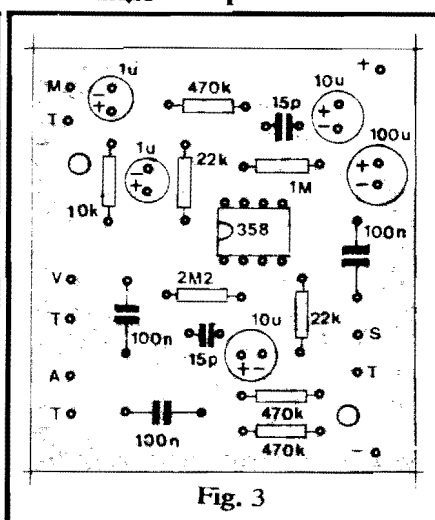 1u
470k
10u
+
M
- +
15p
+ -
T
100u
1u
22k
+ -
10k
- +
1M
358
100n
V
2M2
T
100n
10u
22k
S
15p
+ -
T
A
470k
T
100n
470k
-
Fig. 3